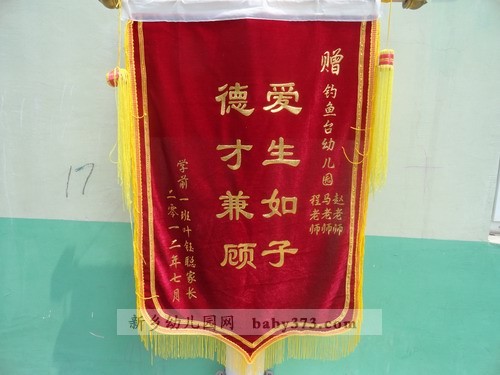 赠
钓鱼台幼儿园
赵老师
马老师
程老师
爱生如子
德才兼顾
学前一班叶钰聪家长
二零一二年七月
17
新乡幼儿园网 baby373.com